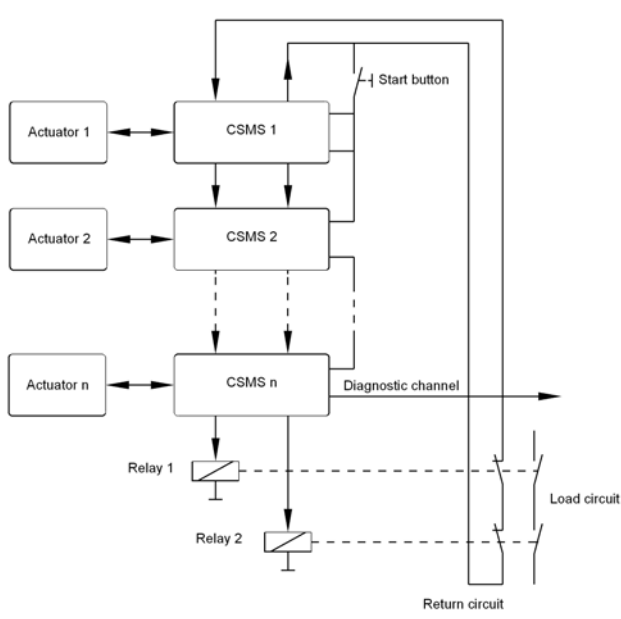 Start button
Actuator 1
CSMS 1
Actuator 2
CSMS 2
Actuator n
CSMS n
Diagnostic channel
Relay 1
Load circuit
Relay 2
Return circuit